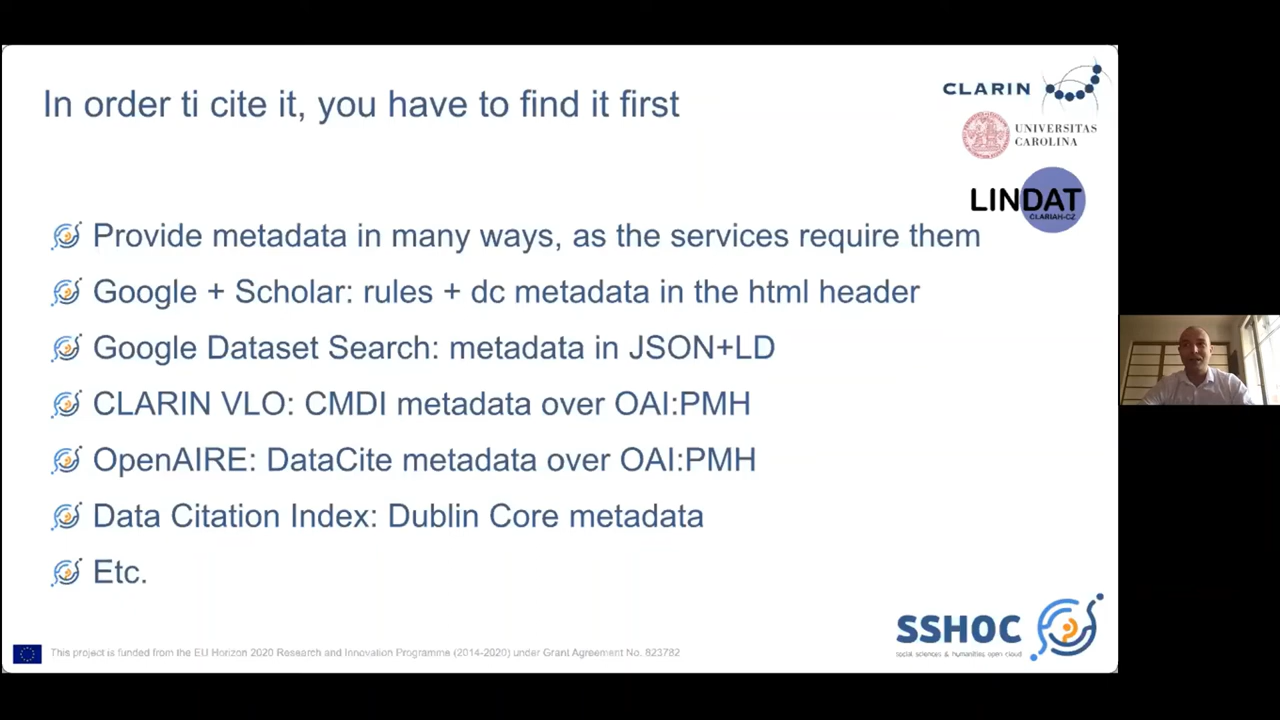 In order ti cite it, you have to find it first
CLARIN
UNIVERSITAS
CAROLINA
LINDAT
CLARIAH-CZ
Provide metadata in many ways, as the services require them
Google + Scholar: rules + dc metadata in the html header
Google Dataset Search: metadata in JSON+LD
CLARIN VLO: CMDI metadata over OAI:PMH
OpenAIRE: DataCite metadata over OAI:PMH
Data Citation Index: Dublin Core metadata
Etc.
SSHOC
social sciences & humanities open cloud
This project is funded from the EU Horizon 2020 Research and Innovation Programme (2014-2020) under Grant Agreement No. 823782